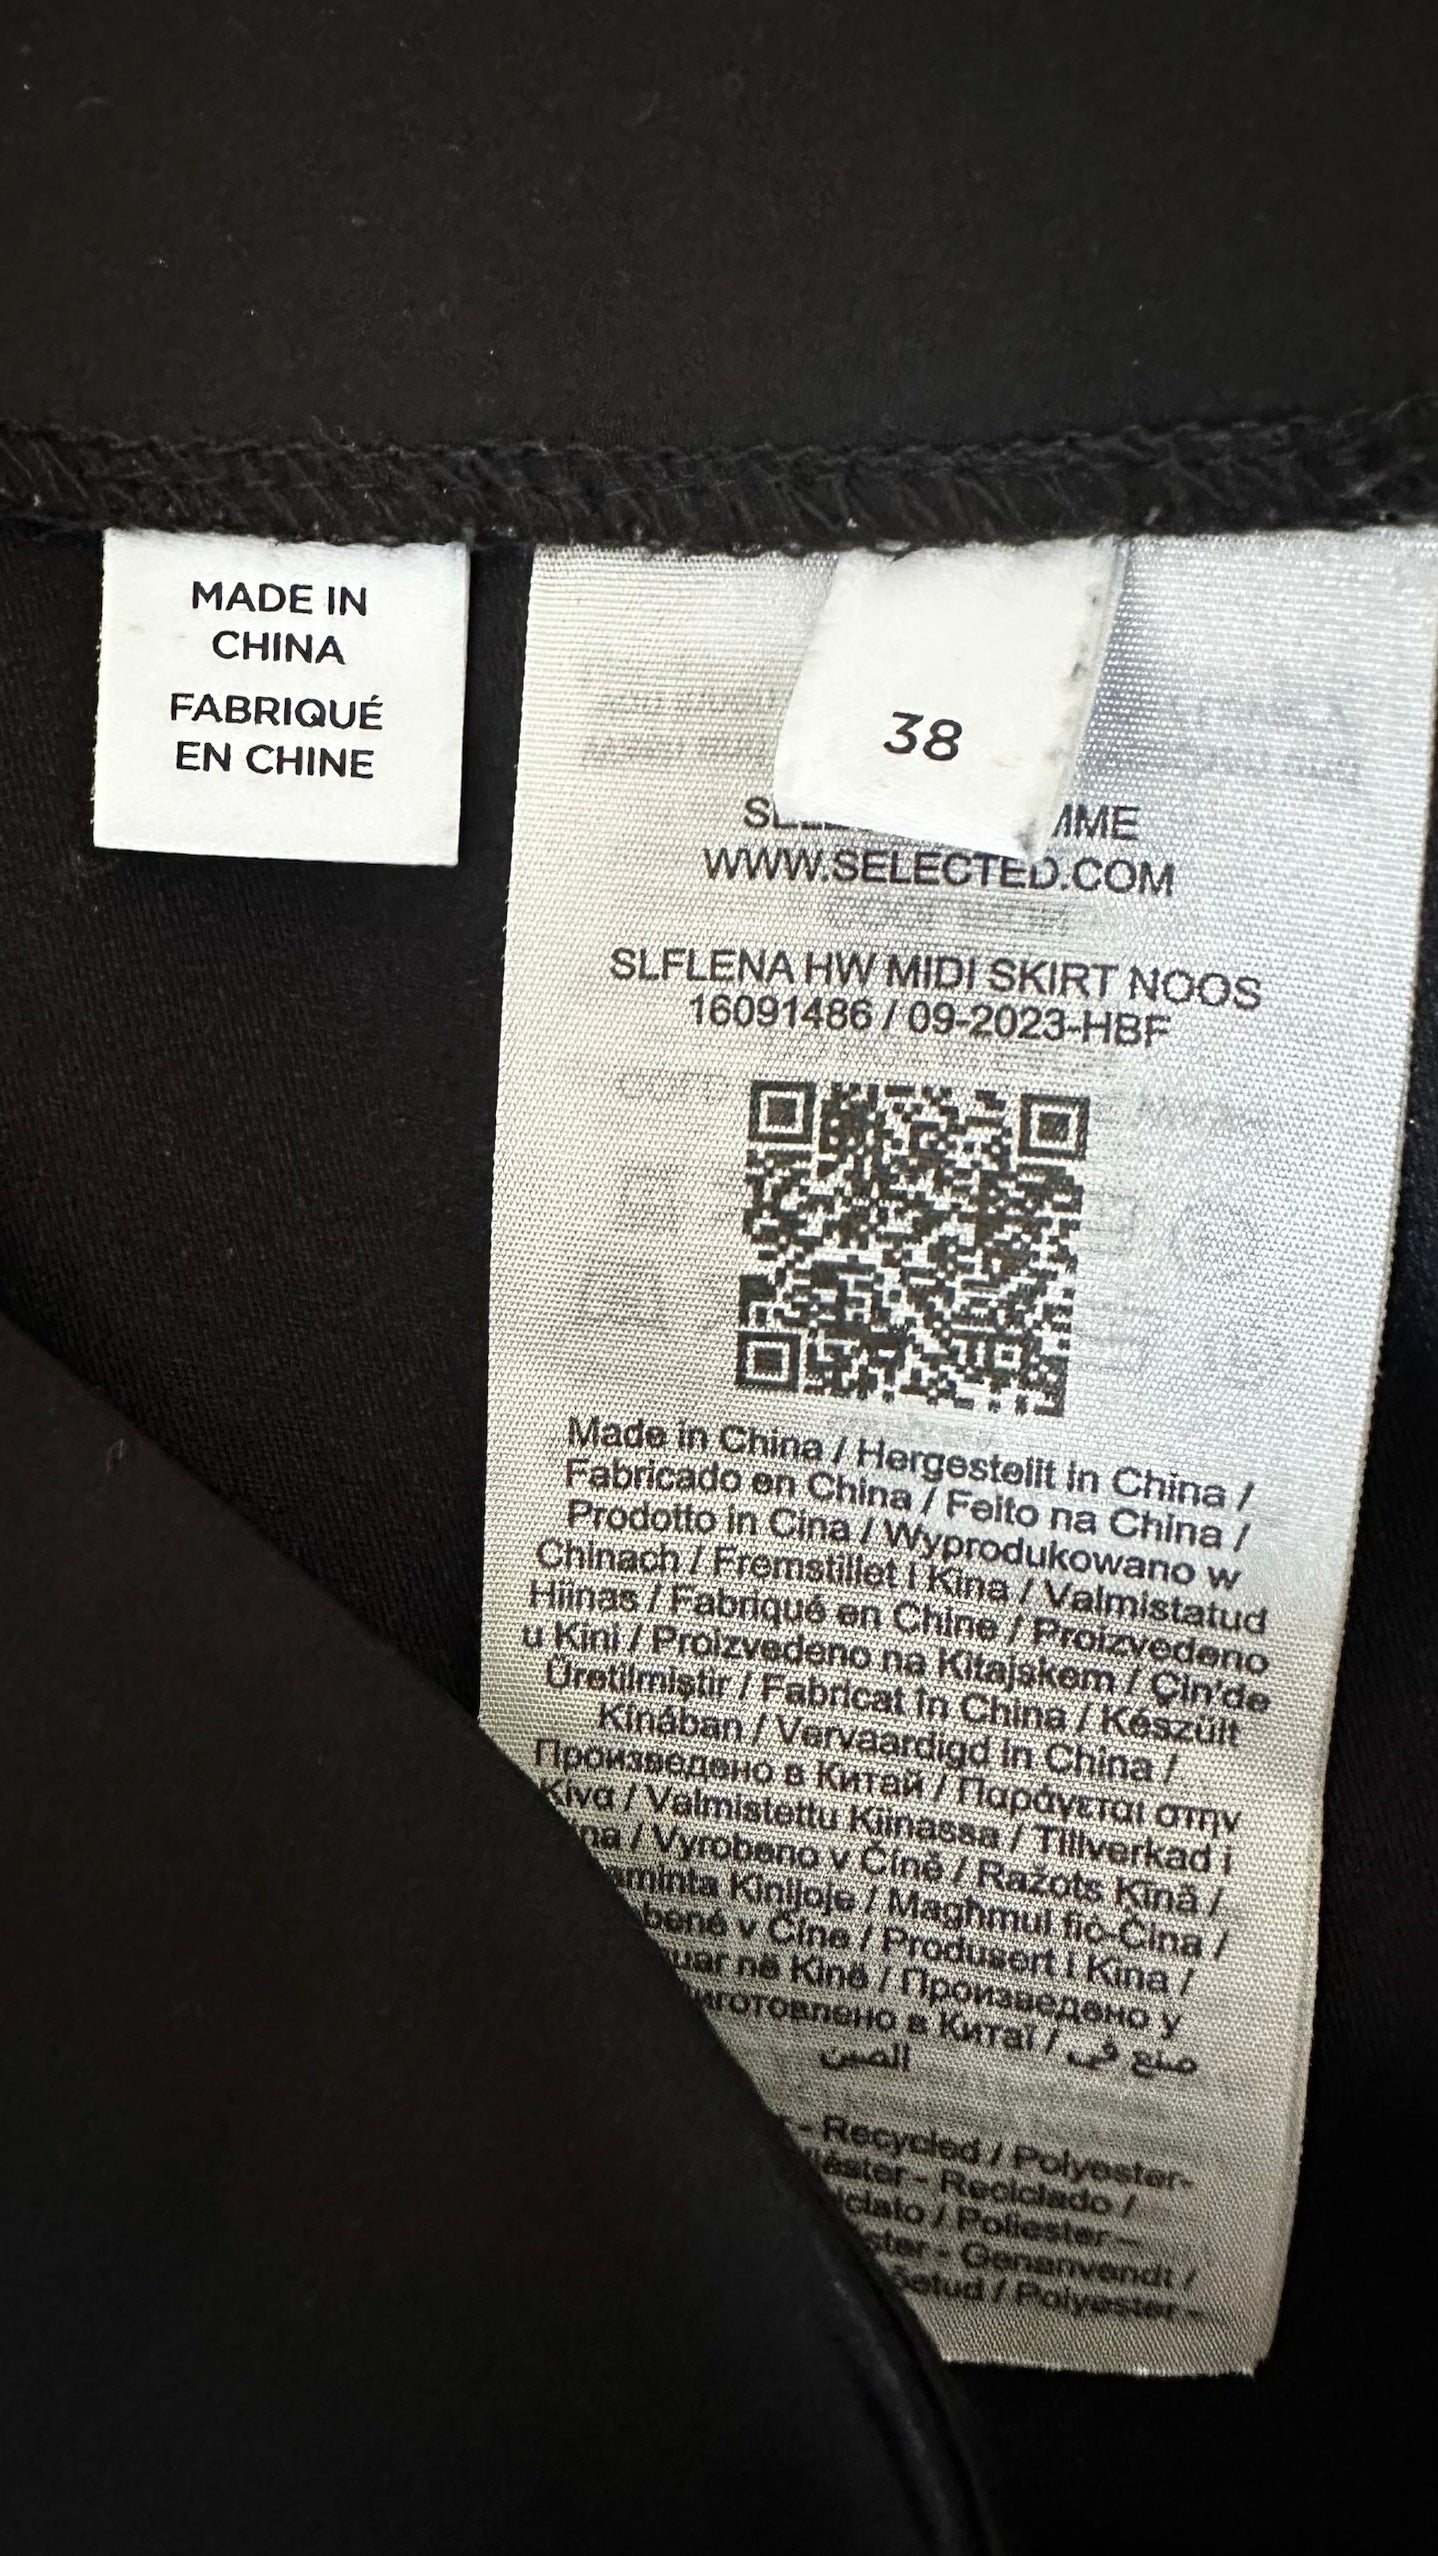 MADE IN
CHINA
FABRIQUÉ
EN CHINE
38
WWW.SELECTED.COM
SLFLENA HW MIDI SKIRT NOOS
16091486 / 09-2023-HBF
Made in China / Hergestellt in China /
Fabricado en China / Feito na China /
Prodotto in Cina / Wyprodukowano w
Chinach / Fremstillet i Kina / Valmistatud
Hiinas / Fabriqué en Chine / Proizvedeno
u Kini / Proizvedeno na Kitajskem / Çin'de
Üretilmiştir / Fabricat în China / Készült
Kínában / Vervaardigd in China /
Произведено в Китай / Παράγεται στην
Κίνα / Valmistettu Kiinassa / Tillverkad i
/ Vyrobeno v Číně / Ražots Ķīnā /
Kinijoje / Magħmul fiċ-Ċina /
v Číne / Produsert i Kina /
në Kinë / Произведено у
в Китаї / صنع في
الصين
- Recycled / Polyester-
- Reciclado /
/ Poliester –
- Genanvendt /
/ Polyester -